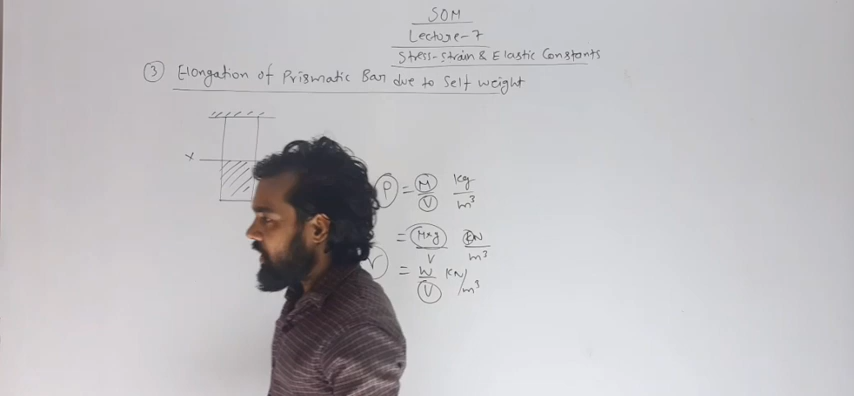 SOM
Lecture-7
Stress-strain & Elastic Constants
③ Elongation of Prismatic Bar due to Self weight
x
ρ = M/V kg/m³
= M×g/V kN/m³
γ = W/V KN/m³